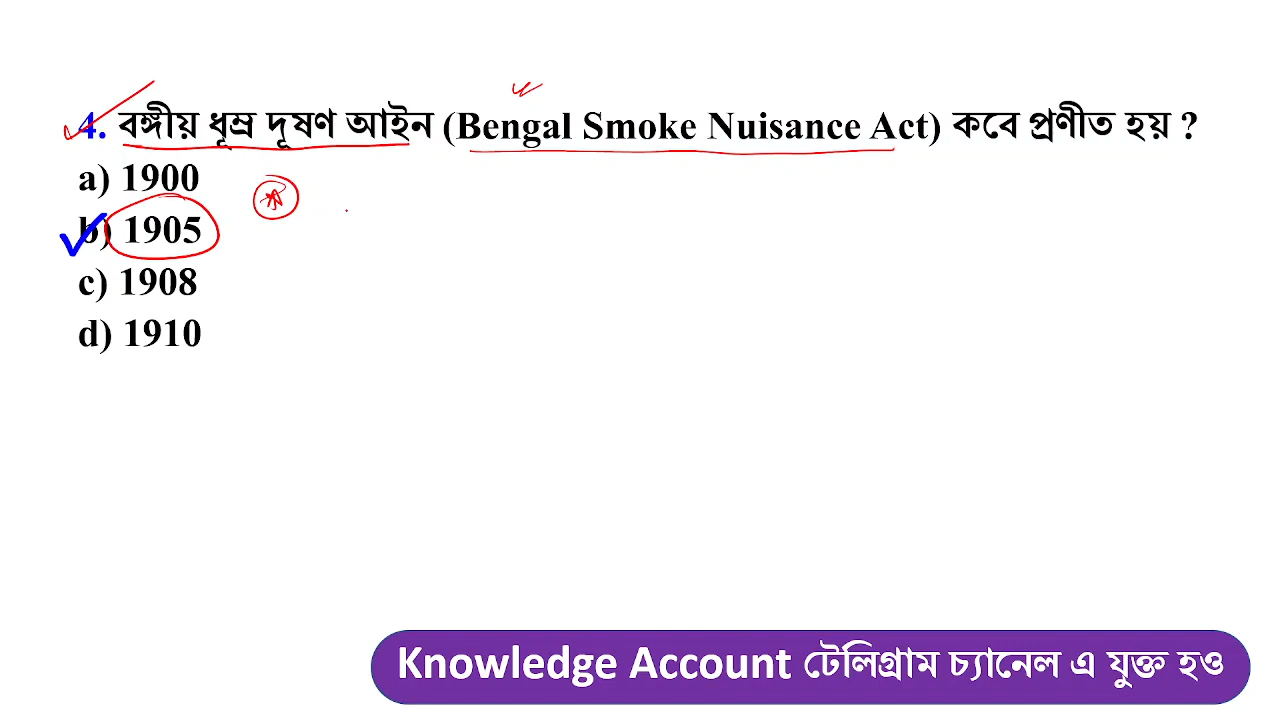 4. বঙ্গীয় ধূম্র দূষণ আইন (Bengal Smoke Nuisance Act) কবে প্রণীত হয় ?
a) 1900
b) 1905
c) 1908
d) 1910
Knowledge Account টেলিগ্রাম চ্যানেল এ যুক্ত হও